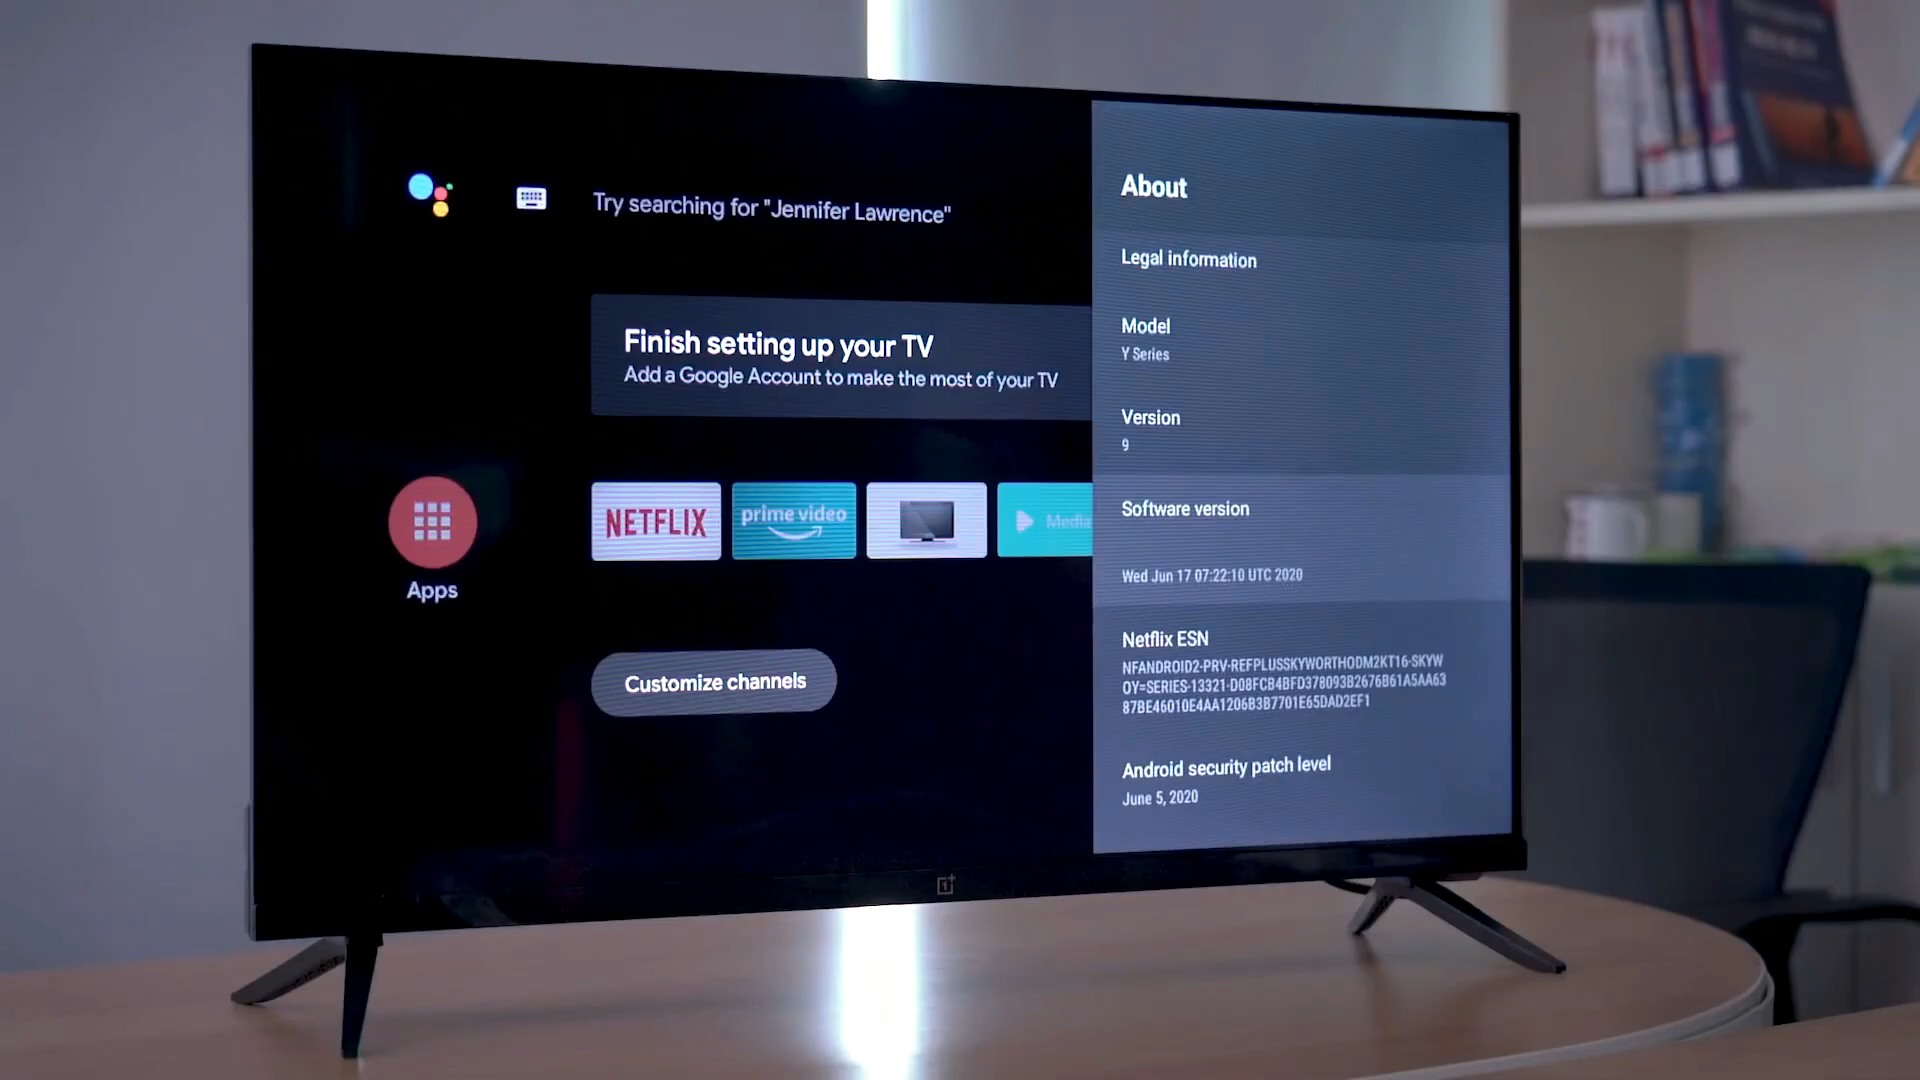 Try searching for "Jennifer Lawrence"
Finish setting up your TV
Add a Google Account to make the most of your TV
NETFLIX
prime video
Media
Apps
Customize channels
About
Legal information
Model
Y Series
Version
9
Software version
Wed Jun 17 07:22:10 UTC 2020
Netflix ESN
NFANDROID2-PRV-REFPLUSSKYWORTHODM2KT16-SKYW
OY=SERIES-13321-D08FCB4BFD378093B2676B61A5AA63
87BE46010E4AA1206B3B7701E65DAD2EF1
Android security patch level
June 5, 2020
1+